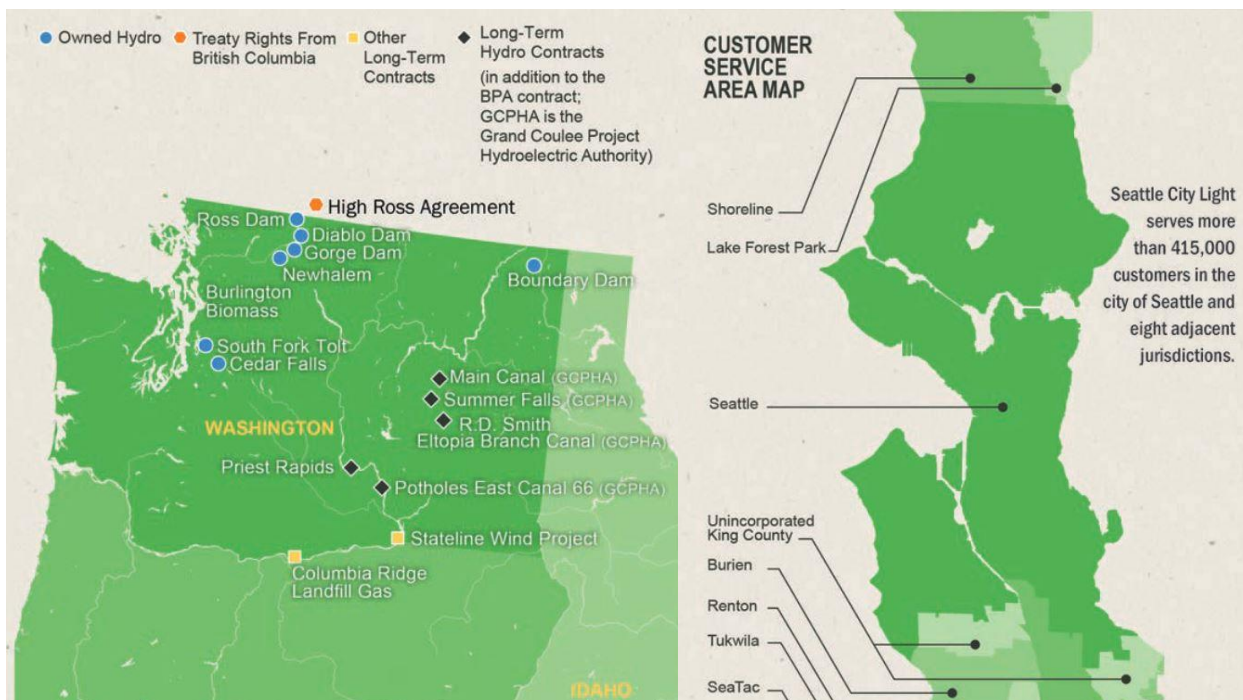 Owned Hydro
Treaty Rights From
British Columbia
Other
Long-Term
Contracts
Long-Term
Hydro Contracts
(in addition to the
BPA contract;
GCPHA is the
Grand Coulee Project
Hydroelectric Authority)
High Ross Agreement
Ross Dam
Diablo Dam
Gorge Dam
Newhalem
Boundary Dam
Burlington
Biomass
South Fork Tolt
Cedar Falls
Main Canal (GCPHA)
Summer Falls (GCPHA)
R.D. Smith
Eltopia Branch Canal (GCPHA)
WASHINGTON
Priest Rapids
Potholes East Canal 66 (GCPHA)
Stateline Wind Project
Columbia Ridge
Landfill Gas
IDAHO
CUSTOMER
SERVICE
AREA MAP
Shoreline
Lake Forest Park
Seattle City Light
serves more
than 415,000
customers in the
city of Seattle and
eight adjacent
jurisdictions.
Seattle
Unincorporated
King County
Burien
Renton
Tukwila
SeaTac